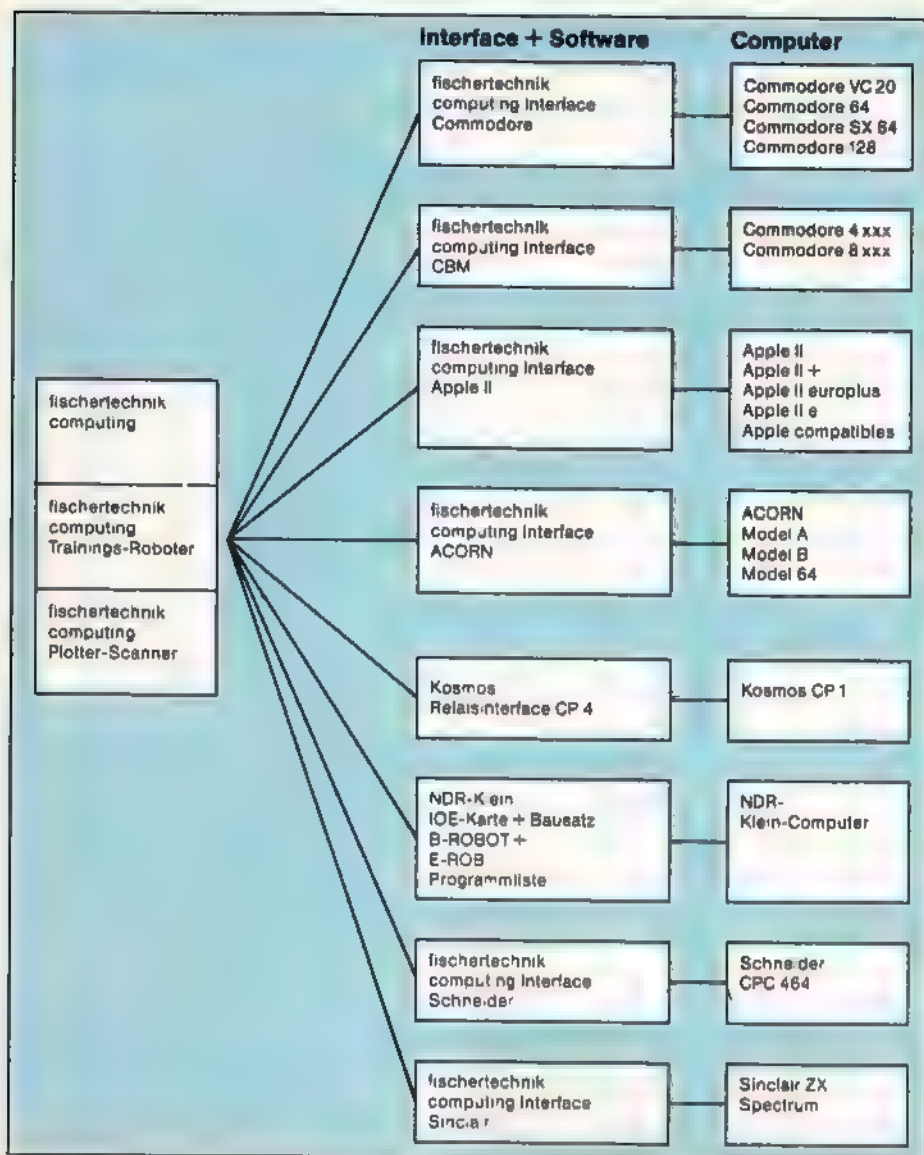 Interface + Software
Computer
fischertechnik
computing Interface
Commodore
Commodore VC 20
Commodore 64
Commodore SX 64
Commodore 128
fischertechnik
computing Interface
CBM
Commodore 4 xxx
Commodore 8 xxx
fischertechnik
computing Interface
Apple II
Apple II
Apple II +
Apple II europlus
Apple II e
Apple compatibles
fischertechnik
computing
fischertechnik
computing
Trainings-Roboter
fischertechnik
computing
Plotter-Scanner
fischertechnik
computing Interface
ACORN
ACORN
Model A
Model B
Model 64
Kosmos
Relaisinterface CP 4
Kosmos CP 1
NDR-Klein
IOE-Karte + Bausatz
B-ROBOT +
E-ROB
Programmliste
NDR-
Klein-Computer
fischertechnik
computing Interface
Schneider
Schneider
CPC 464
fischertechnik
computing Interface
Sinclair
Sinclair ZX
Spectrum